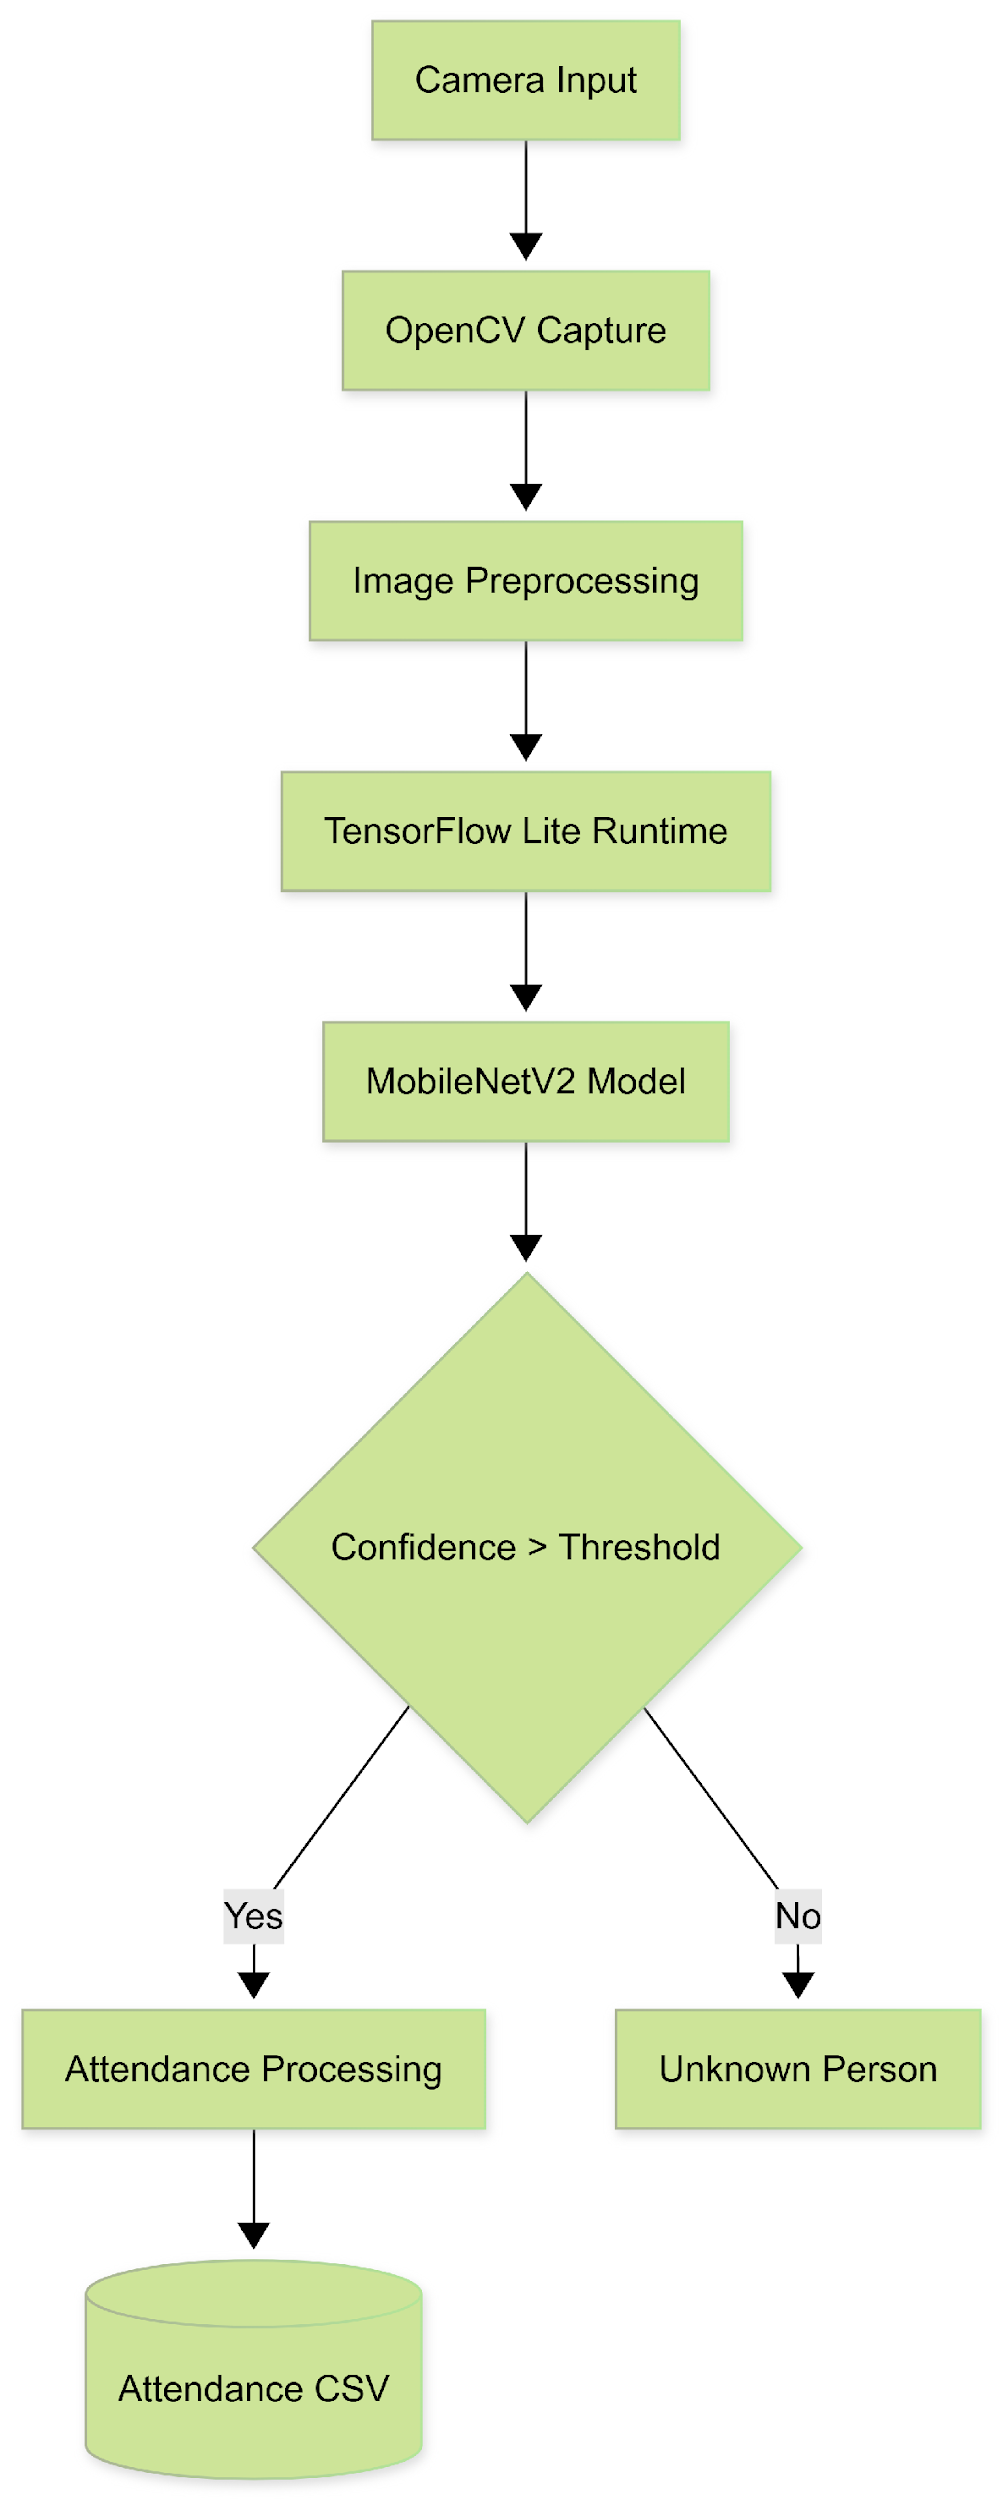 Camera Input
OpenCV Capture
Image Preprocessing
TensorFlow Lite Runtime
MobileNetV2 Model
Confidence > Threshold
Yes
No
Attendance Processing
Unknown Person
Attendance CSV